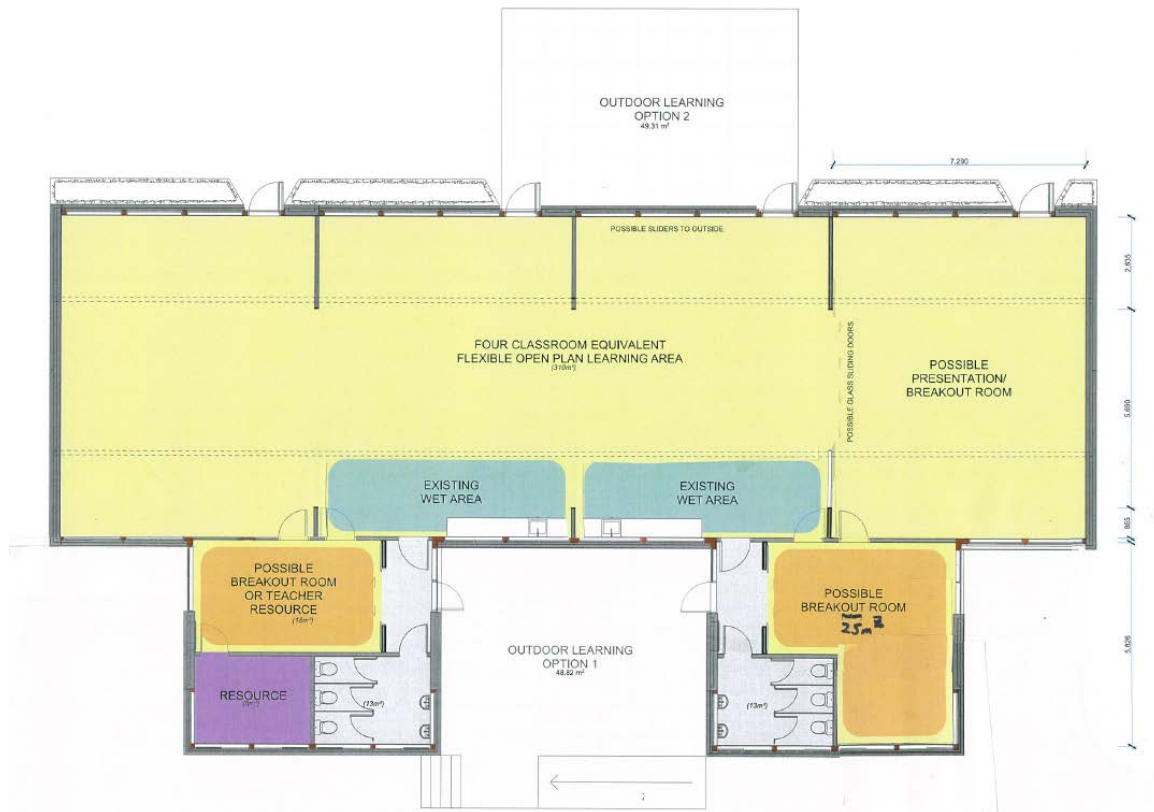 OUTDOOR LEARNING
OPTION 2
49.31 m²
7.290
POSSIBLE SLIDERS TO OUTSIDE
2.635
FOUR CLASSROOM EQUIVALENT
FLEXIBLE OPEN PLAN LEARNING AREA
(310m²)
POSSIBLE GLASS SLIDING DOORS
POSSIBLE
PRESENTATION/
BREAKOUT ROOM
5.690
EXISTING
WET AREA
EXISTING
WET AREA
865
POSSIBLE
BREAKOUT ROOM
OR TEACHER
RESOURCE
POSSIBLE
BREAKOUT ROOM
25m²
OUTDOOR LEARNING
OPTION 1
48.82 m²
5.826
RESOURCE
(13m²)
(13m²)